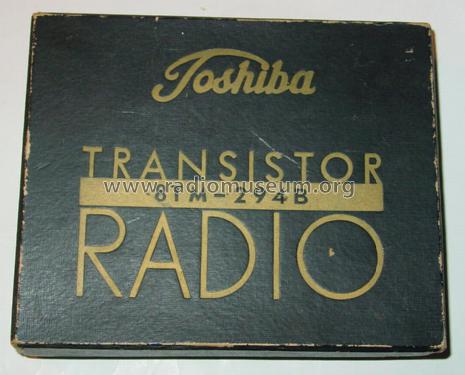 Toshiba
TRANSISTOR
8TM-294B
www.radiomuseum.org
RADIO